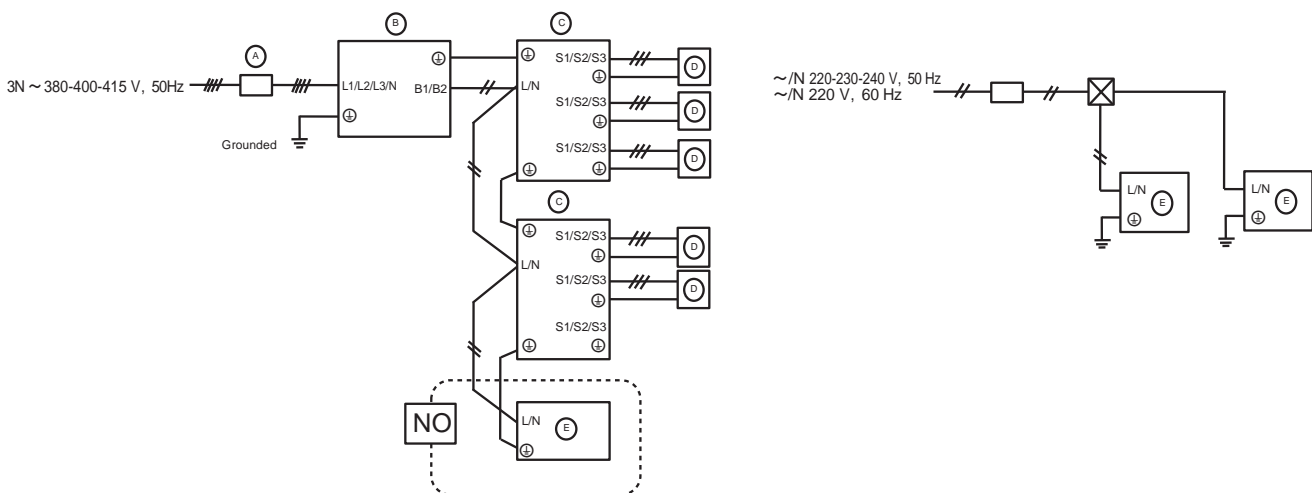 A
B
C
3N ~ 380-400-415 V, 50Hz
L1/L2/L3/N
B1/B2
Grounded
L/N
S1/S2/S3
D
S1/S2/S3
D
S1/S2/S3
D
C
L/N
S1/S2/S3
D
S1/S2/S3
D
S1/S2/S3
NO
L/N
E
~/N 220-230-240 V, 50 Hz
~/N 220 V, 60 Hz
L/N
E
L/N
E